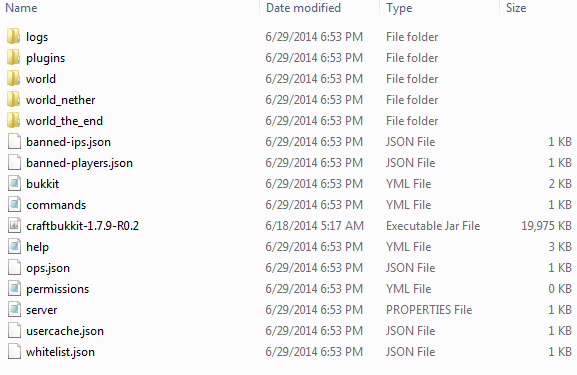 Name Date modified Type Size
logs 6/29/2014 6:53 PM File folder
plugins 6/29/2014 6:53 PM File folder
world 6/29/2014 6:53 PM File folder
world_nether 6/29/2014 6:53 PM File folder
world_the_end 6/29/2014 6:53 PM File folder
banned-ips.json 6/29/2014 6:53 PM JSON File 1 KB
banned-players.json 6/29/2014 6:53 PM JSON File 1 KB
bukkit 6/29/2014 6:53 PM YML File 2 KB
commands 6/29/2014 6:53 PM YML File 1 KB
craftbukkit-1.7.9-R0.2 6/18/2014 5:17 AM Executable Jar File 19,975 KB
help 6/29/2014 6:53 PM YML File 3 KB
ops.json 6/29/2014 6:53 PM JSON File 1 KB
permissions 6/29/2014 6:53 PM YML File 0 KB
server 6/29/2014 6:53 PM PROPERTIES File 1 KB
usercache.json 6/29/2014 6:53 PM JSON File 1 KB
whitelist.json 6/29/2014 6:53 PM JSON File 1 KB